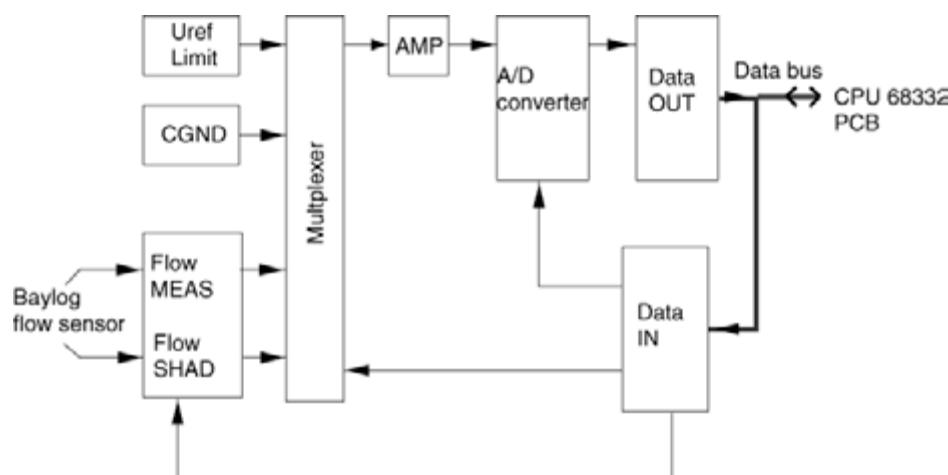 Uref
Limit
CGND
Baylog
flow sensor
Flow
MEAS
Flow
SHAD
Multplexer
AMP
A/D
converter
Data
OUT
Data bus
CPU 68332
PCB
Data
IN